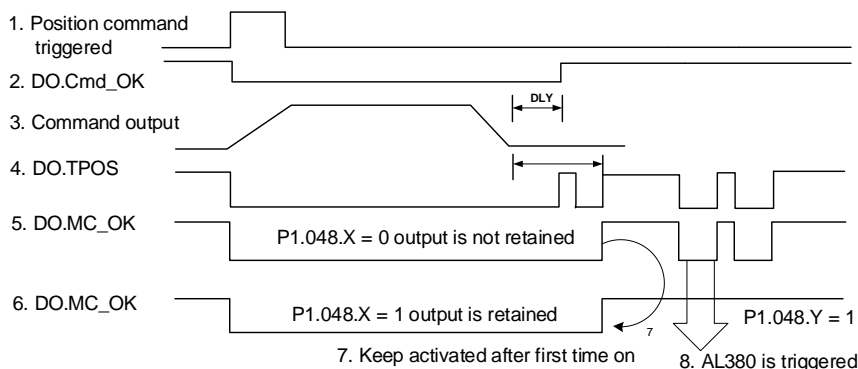 1. Position command
triggered
2. DO.Cmd_OK
DLY
3. Command output
4. DO.TPOS
5. DO.MC_OK
P1.048.X = 0 output is not retained
6. DO.MC_OK
P1.048.X = 1 output is retained
7
P1.048.Y = 1
7. Keep activated after first time on
8. AL380 is triggered